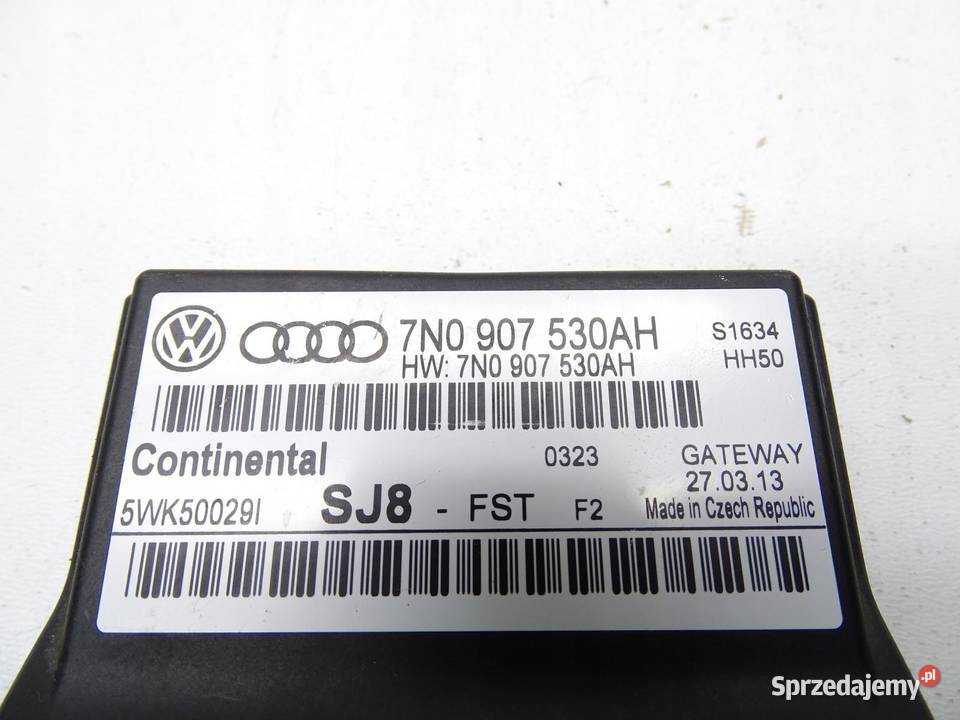 7N0 907 530AH S1634
HW: 7N0 907 530AH HH50
Continental 0323 GATEWAY
27.03.13
5WK50029I SJ8 - FST F2 Made in Czech Republic
Sprzedajemy.pl